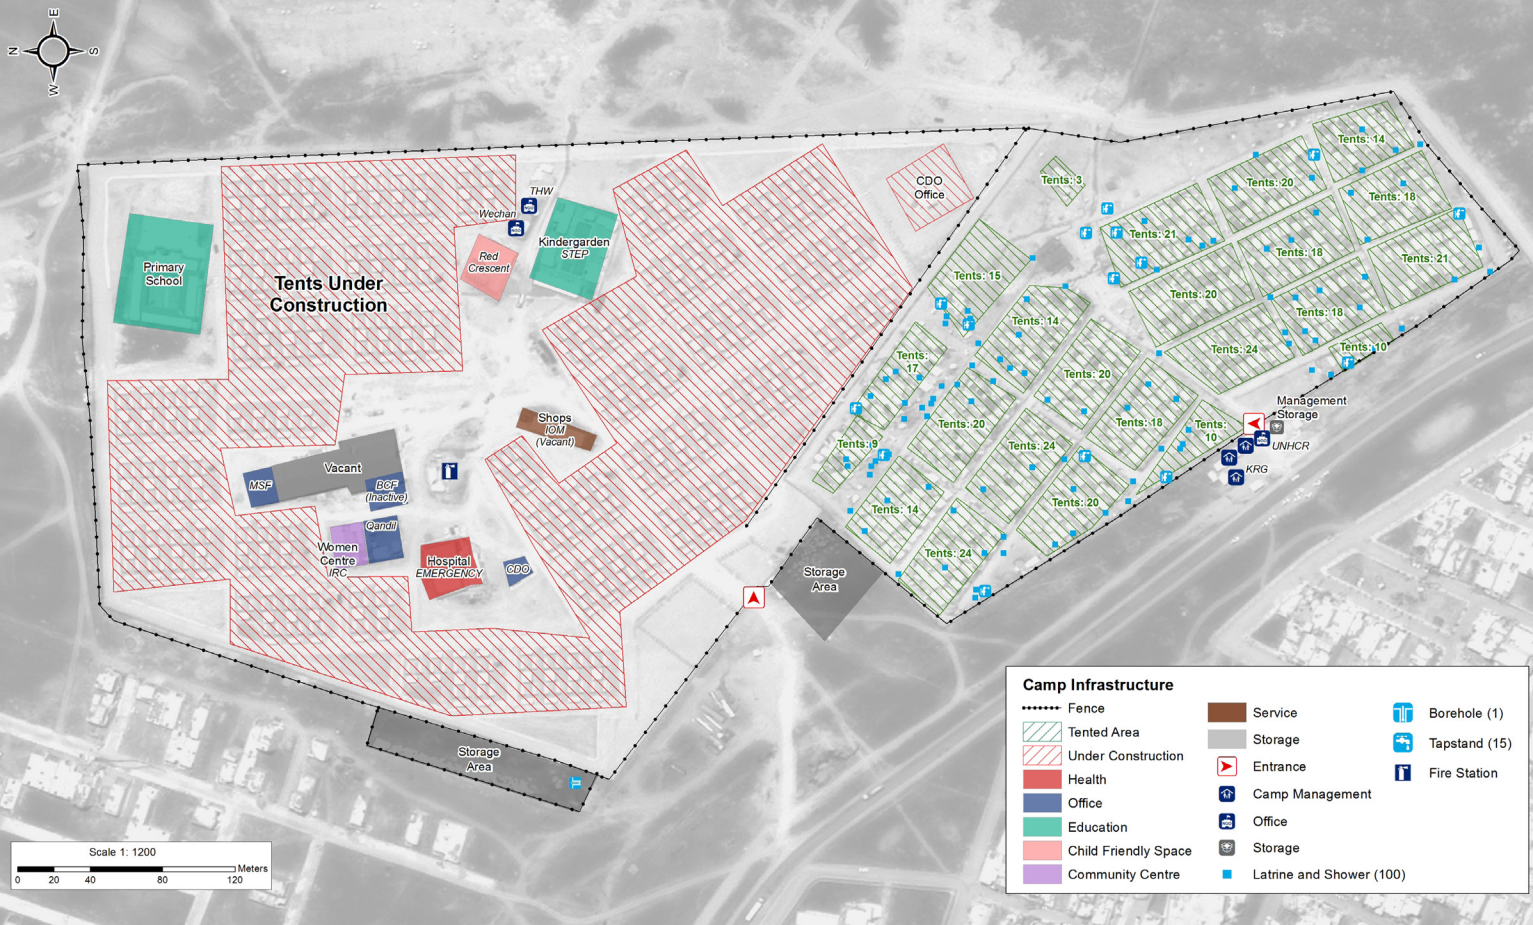 E
N
S
W
THW
Wechan
Kindergarden
STEP
Red
Crescent
CDO
Office
Primary
School
Tents Under
Construction
Shops
IOM
(Vacant)
Vacant
MSF
BCF
(Inactive)
Qandil
Women
Centre
IRC
Hospital
EMERGENCY
CDO
Storage
Area
Storage
Area
Tents: 3
Tents: 14
Tents: 20
Tents: 18
Tents: 21
Tents: 18
Tents: 21
Tents: 15
Tents: 20
Tents: 18
Tents: 14
Tents: 24
Tents: 10
Tents:
17
Tents: 20
Tents: 20
Tents: 18
Tents:
10
Tents: 9
Tents: 24
Tents: 14
Tents: 20
Tents: 24
Management
Storage
UNHCR
KRG
Scale 1: 1200
Meters
0 20 40 80 120
Camp Infrastructure
Fence
Tented Area
Under Construction
Health
Office
Education
Child Friendly Space
Community Centre
Service
Storage
Entrance
Camp Management
Office
Storage
Latrine and Shower (100)
Borehole (1)
Tapstand (15)
Fire Station